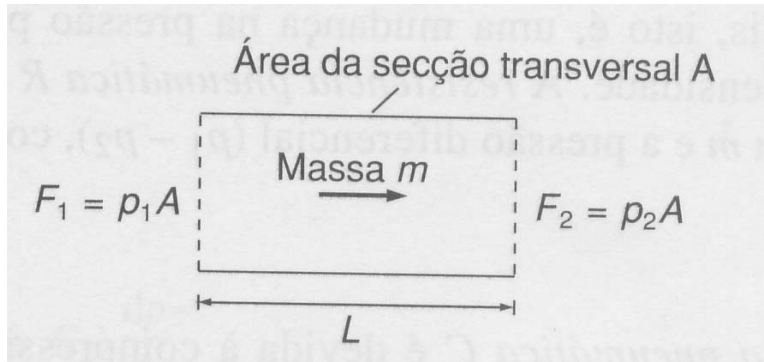 Área da secção transversal A
Massa m
F₁ = p₁A
F₂ = p₂A
L